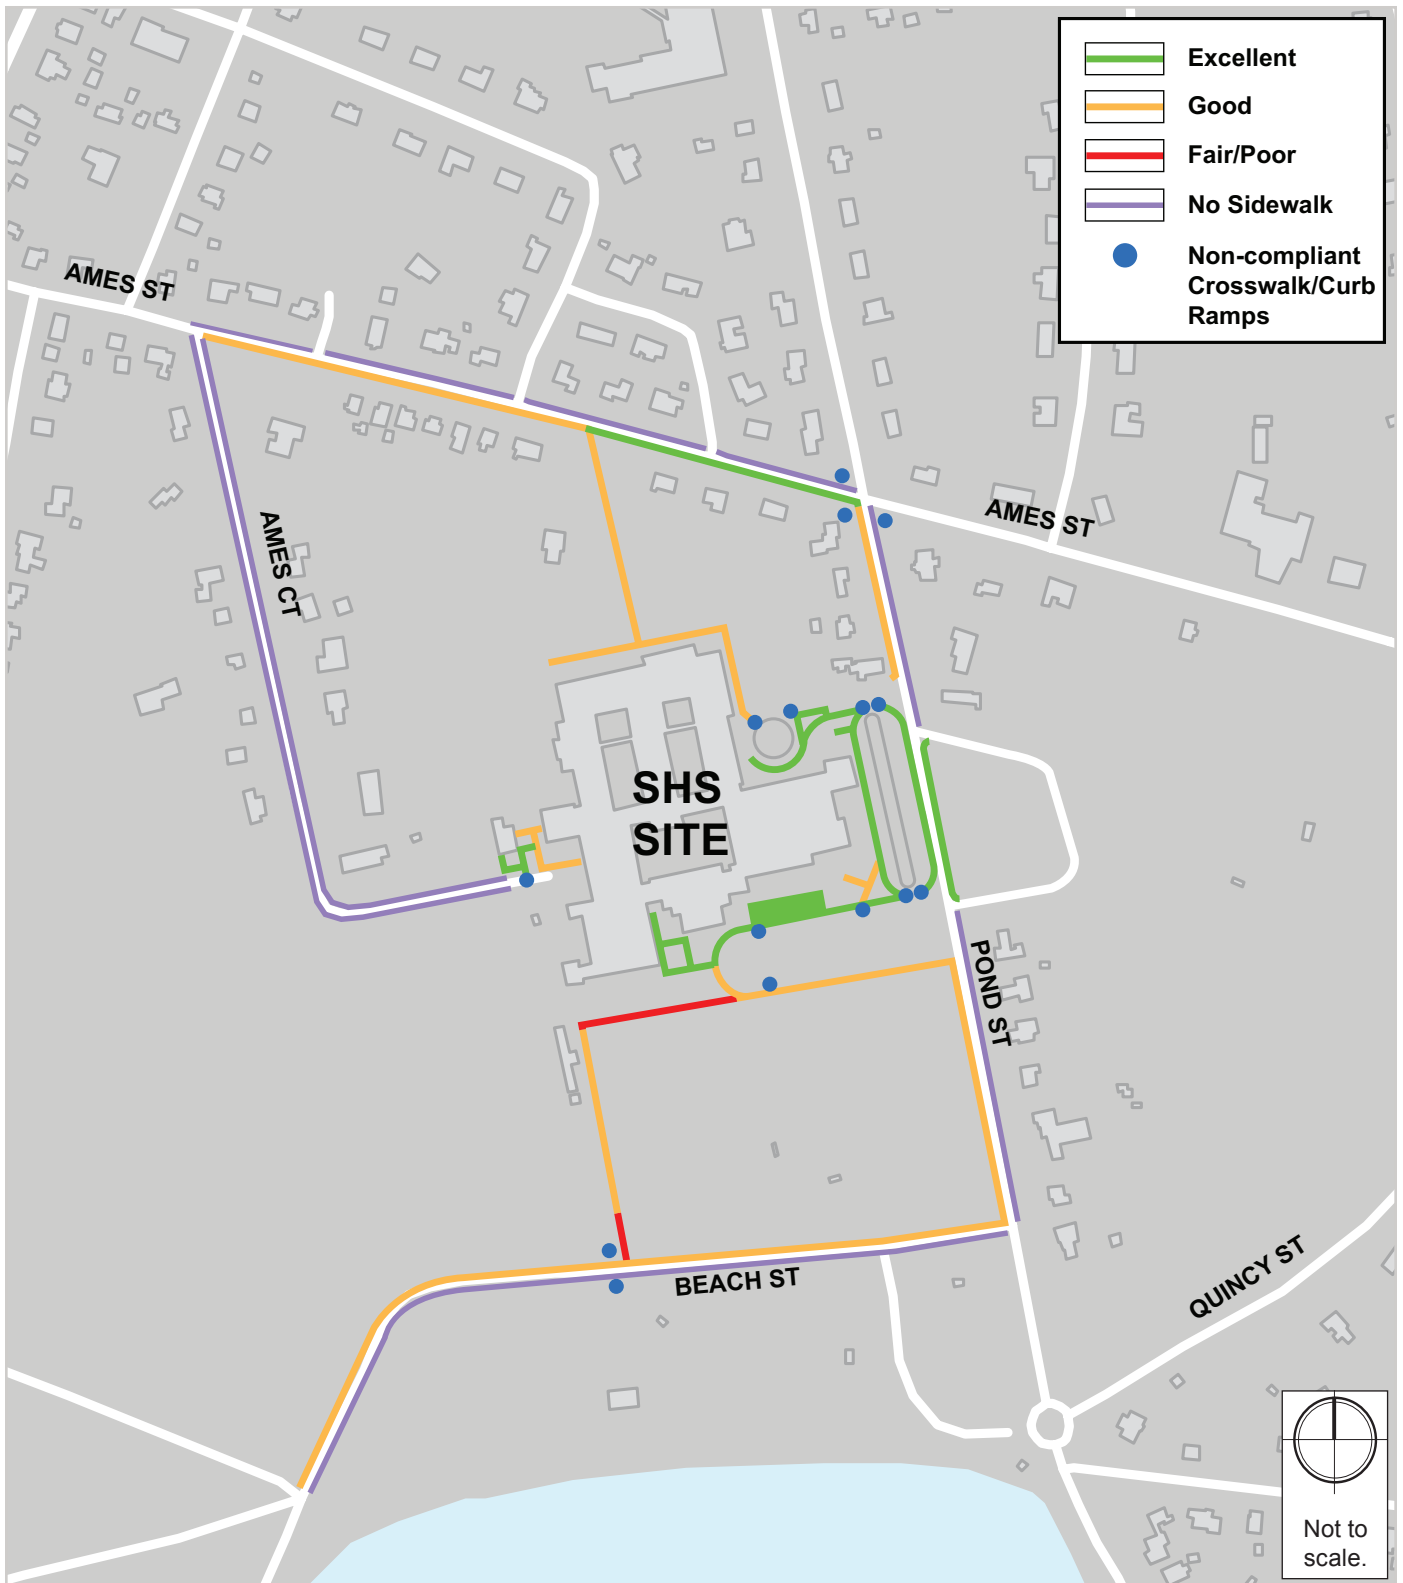 Excellent
Good
Fair/Poor
No Sidewalk
Non-compliant
Crosswalk/Curb
Ramps
AMES ST
AMES ST
AMES CT
SHS
SITE
POND ST
BEACH ST
QUINCY ST
Not to
scale.